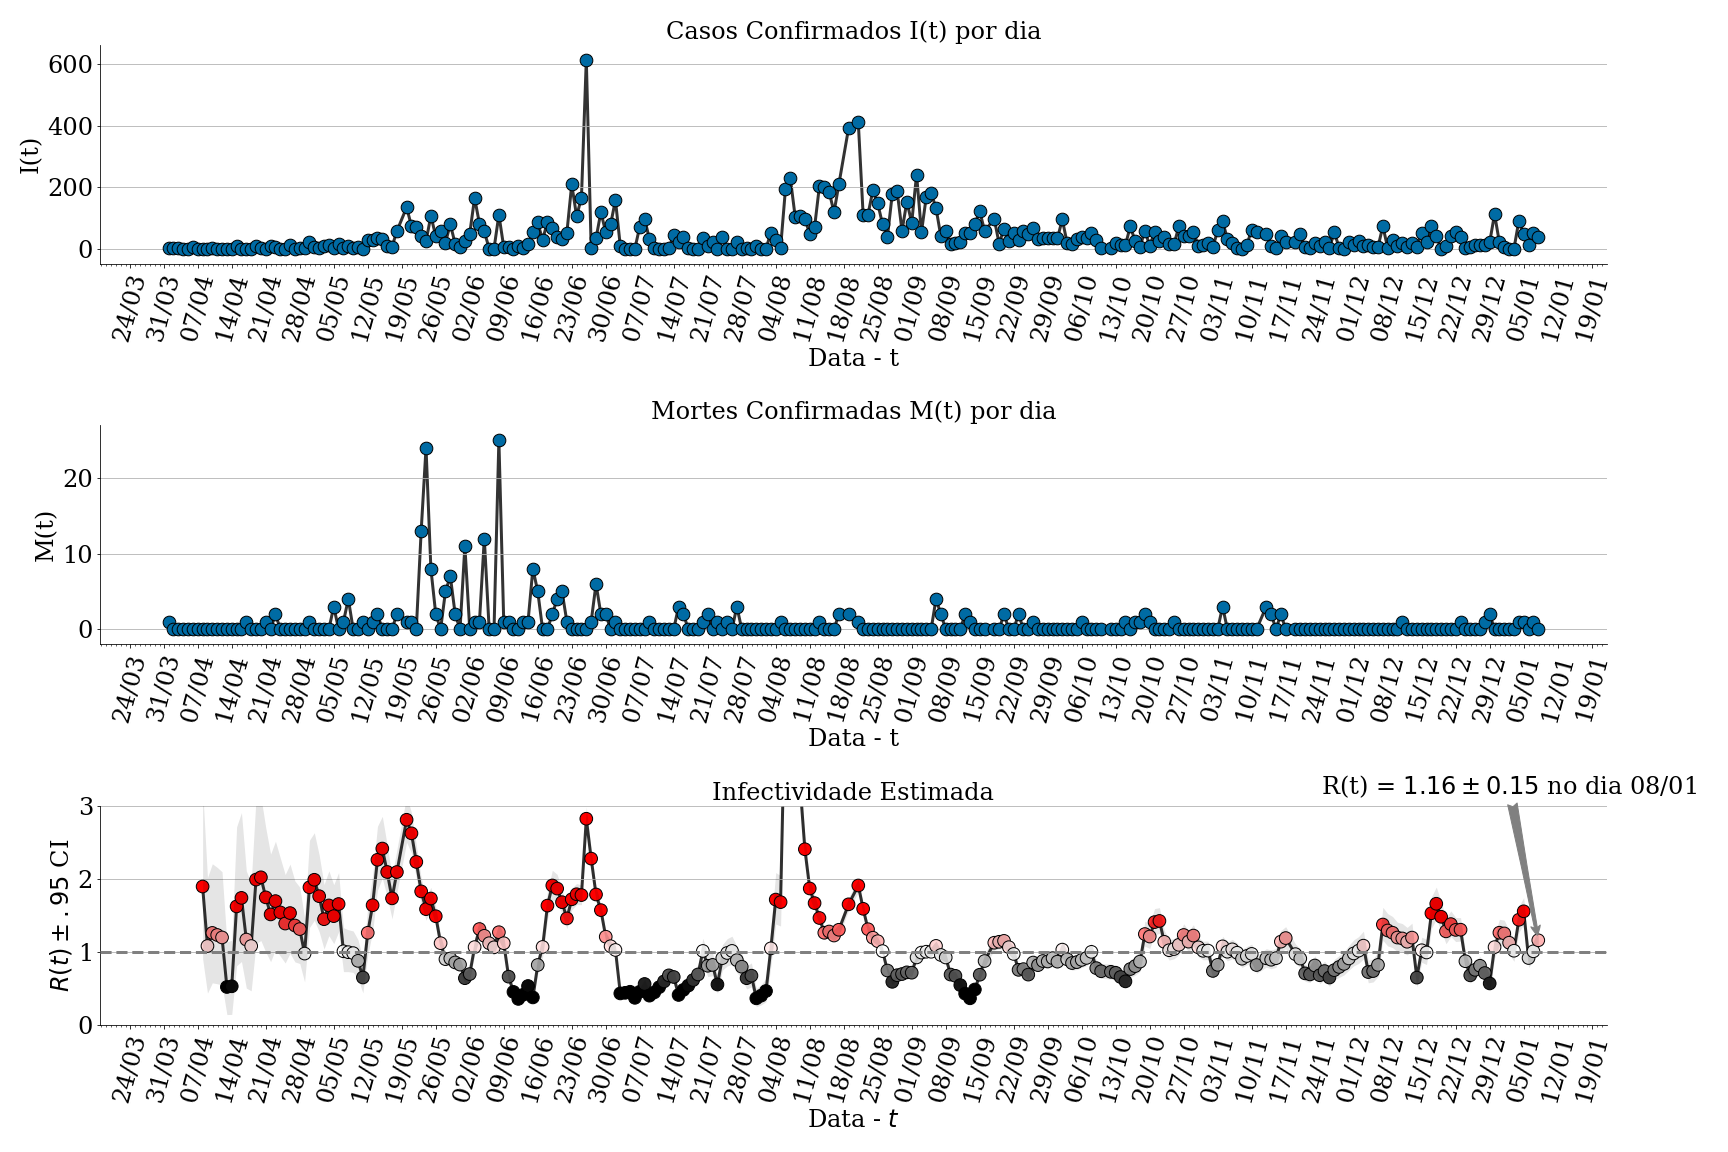 Casos Confirmados I(t) por dia
600
400
200
0
I(t)
24/03 31/03 07/04 14/04 21/04 28/04 05/05 12/05 19/05 26/05 02/06 09/06 16/06 23/06 30/06 07/07 14/07 21/07 28/07 04/08 11/08 18/08 25/08 01/09 08/09 15/09 22/09 29/09 06/10 13/10 20/10 27/10 03/11 10/11 17/11 24/11 01/12 08/12 15/12 22/12 29/12 05/01 12/01 19/01
Data - t
Mortes Confirmadas M(t) por dia
20
10
0
M(t)
24/03 31/03 07/04 14/04 21/04 28/04 05/05 12/05 19/05 26/05 02/06 09/06 16/06 23/06 30/06 07/07 14/07 21/07 28/07 04/08 11/08 18/08 25/08 01/09 08/09 15/09 22/09 29/09 06/10 13/10 20/10 27/10 03/11 10/11 17/11 24/11 01/12 08/12 15/12 22/12 29/12 05/01 12/01 19/01
Data - t
R(t) = 1.16 ± 0.15 no dia 08/01
Infectividade Estimada
3
2
1
0
R(t) ± .95 CI
24/03 31/03 07/04 14/04 21/04 28/04 05/05 12/05 19/05 26/05 02/06 09/06 16/06 23/06 30/06 07/07 14/07 21/07 28/07 04/08 11/08 18/08 25/08 01/09 08/09 15/09 22/09 29/09 06/10 13/10 20/10 27/10 03/11 10/11 17/11 24/11 01/12 08/12 15/12 22/12 29/12 05/01 12/01 19/01
Data - t